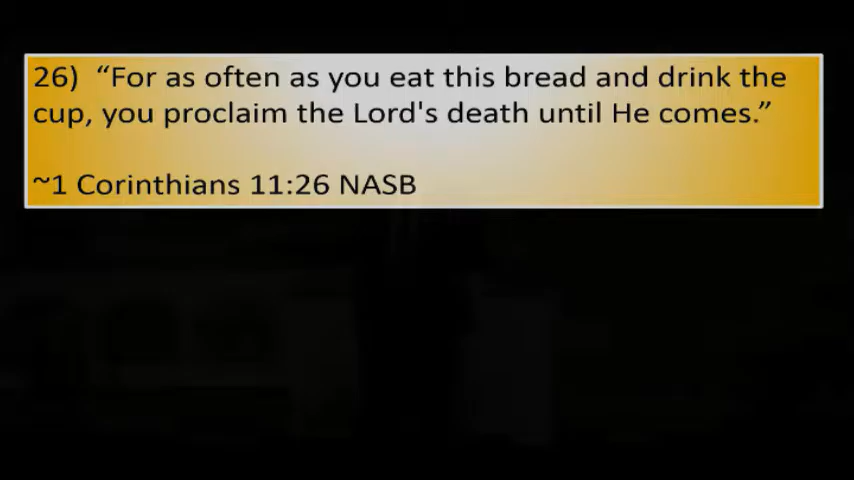 26)  “For as often as you eat this bread and drink the
cup, you proclaim the Lord's death until He comes.”
~1 Corinthians 11:26 NASB